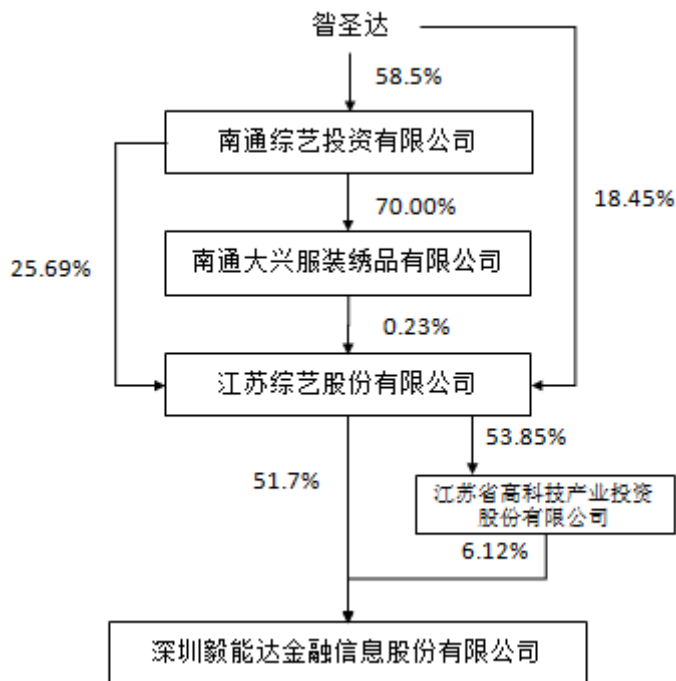 昝圣达
58.5%
南通综艺投资有限公司
70.00%
18.45%
25.69%
南通大兴服装绣品有限公司
0.23%
江苏综艺股份有限公司
53.85%
51.7%
江苏省高科技产业投资
股份有限公司
6.12%
深圳毅能达金融信息股份有限公司